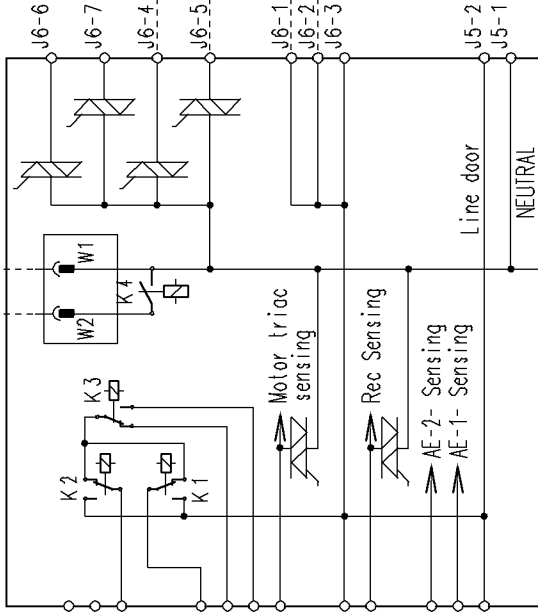 J6-6
J6-7
J6-4
J6-5
J6-1
J6-2
J6-3
J5-2
J5-1
Line door
NEUTRAL
W1
W2
K4
K3
K2
K1
Motor triac
sensing
Rec Sensing
AE-2- Sensing
AE-1- Sensing